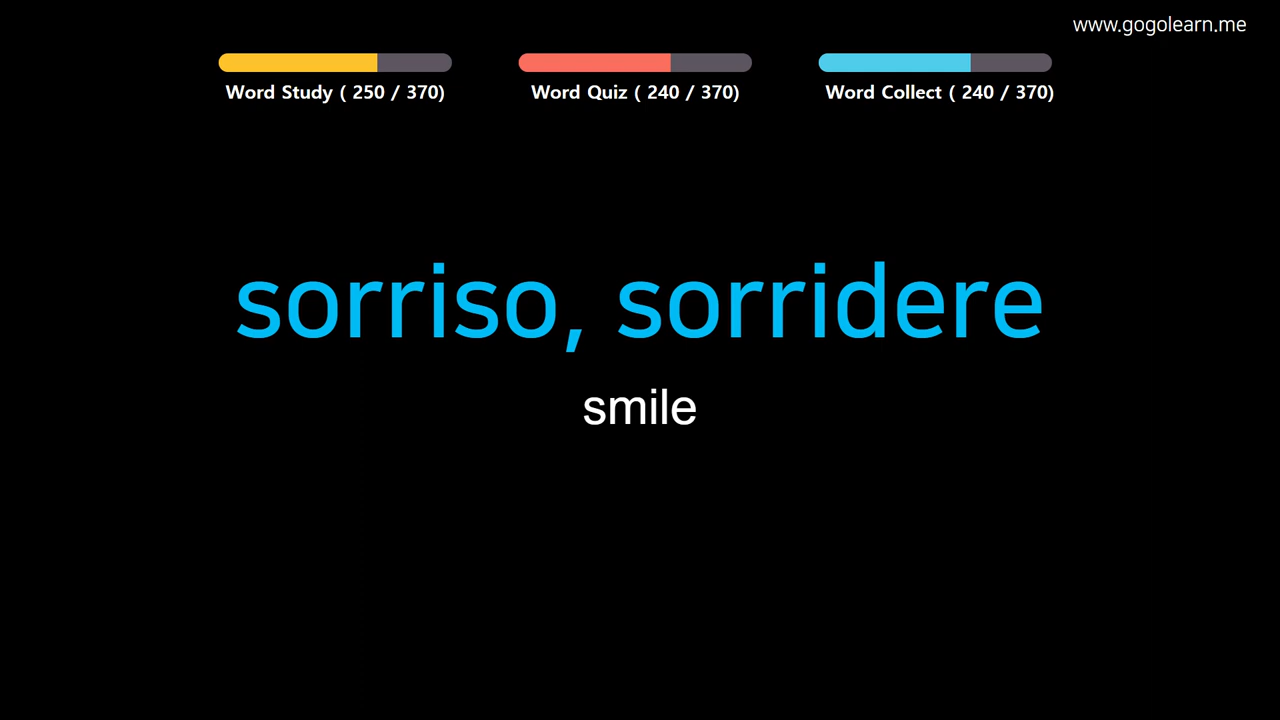 www.gogolearn.me
Word Study ( 250 / 370)
Word Quiz ( 240 / 370)
Word Collect ( 240 / 370)
sorriso, sorridere
smile